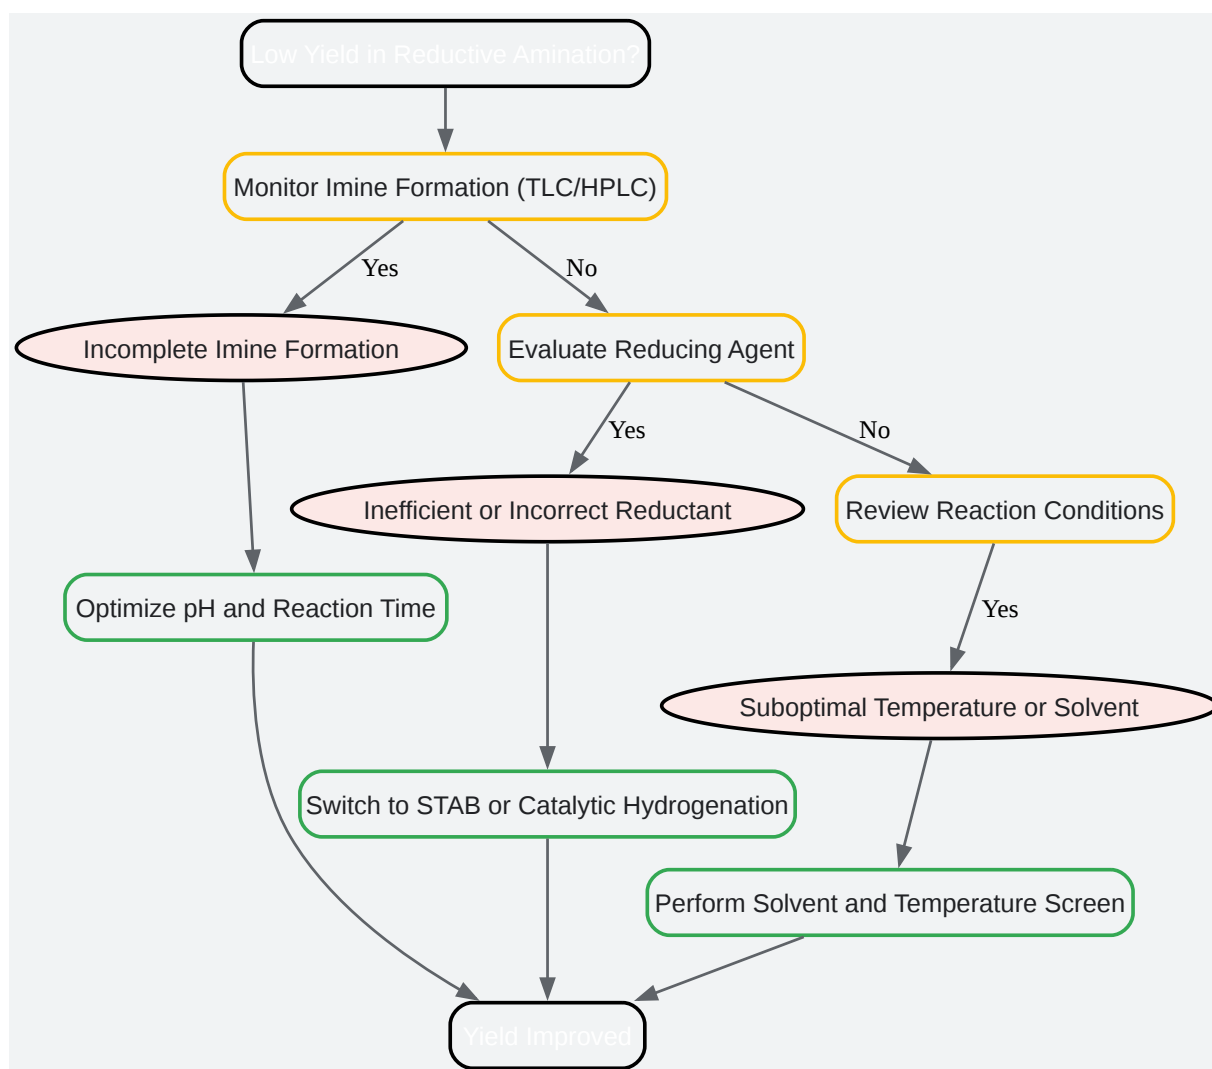 Low Yield in Reductive Amination?
Monitor Imine Formation (TLC/HPLC)
Yes
No
Incomplete Imine Formation
Evaluate Reducing Agent
Yes
No
Inefficient or Incorrect Reductant
Review Reaction Conditions
Optimize pH and Reaction Time
Yes
Suboptimal Temperature or Solvent
Switch to STAB or Catalytic Hydrogenation
Perform Solvent and Temperature Screen
Yield Improved